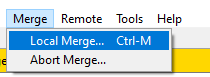 Merge Remote Tools Help
Local Merge... Ctrl-M
Abort Merge...